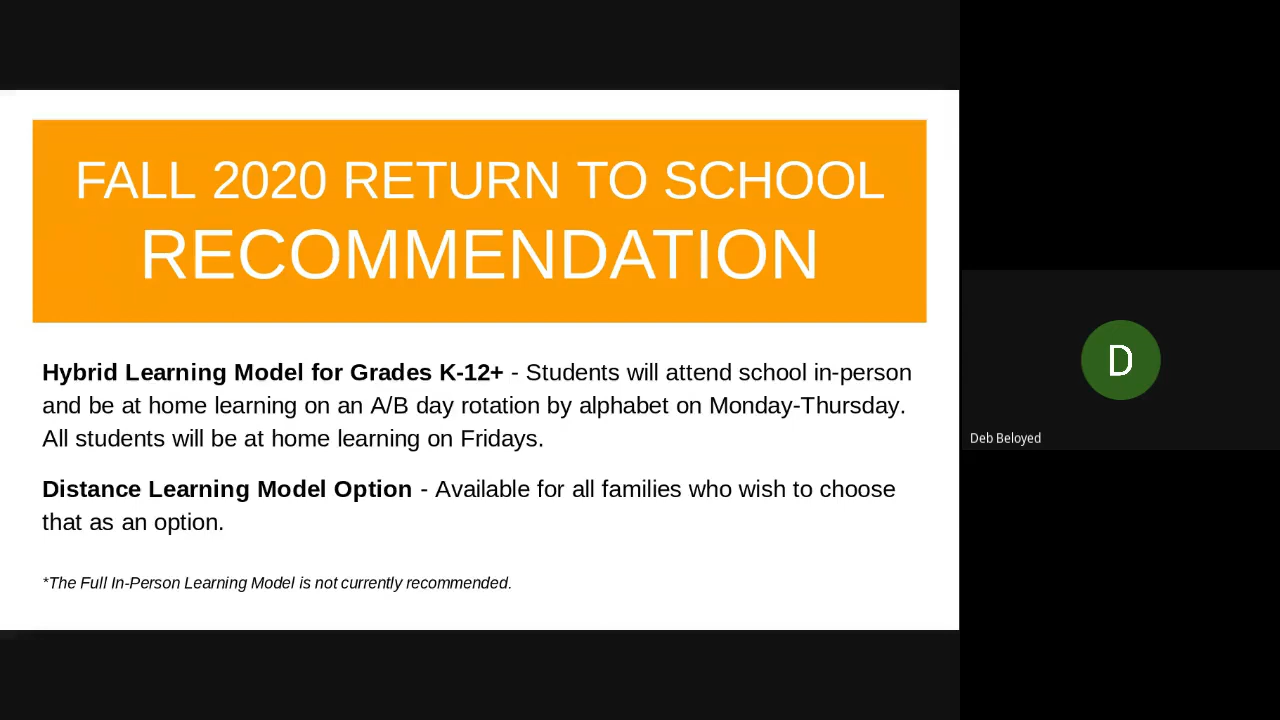 FALL 2020 RETURN TO SCHOOL
RECOMMENDATION
Hybrid Learning Model for Grades K-12+ - Students will attend school in-person
and be at home learning on an A/B day rotation by alphabet on Monday-Thursday.
All students will be at home learning on Fridays.
Distance Learning Model Option - Available for all families who wish to choose
that as an option.
*The Full In-Person Learning Model is not currently recommended.
D
Deb Beloyed